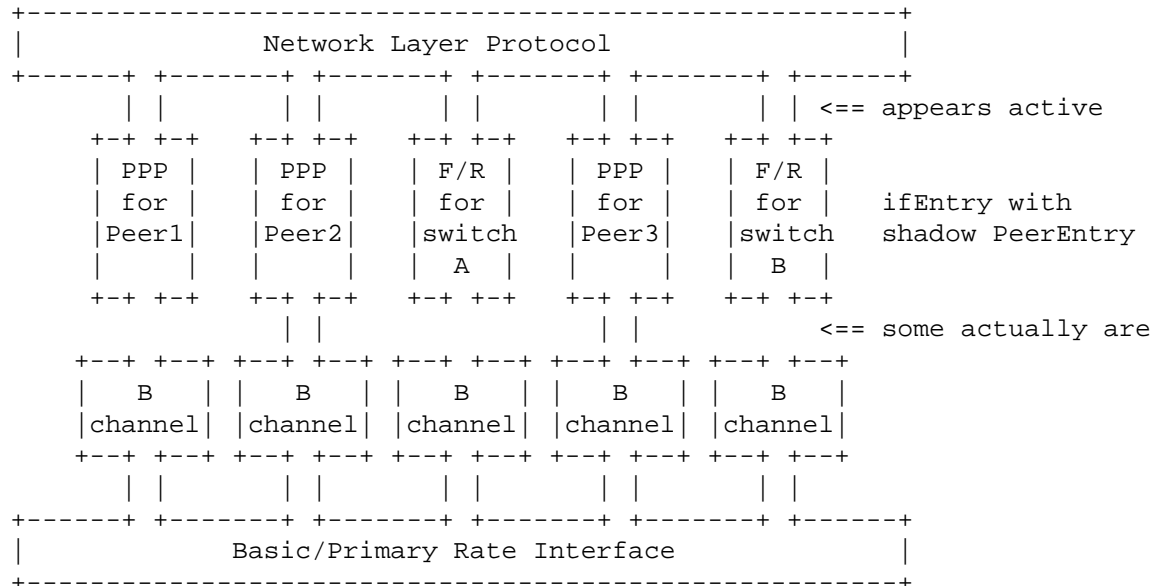 Network Layer Protocol
<== appears active
PPP PPP F/R PPP F/R
for for for for for ifEntry with
Peer1 Peer2 switch Peer3 switch shadow PeerEntry
A B
<== some actually are
B B B B B
channel channel channel channel channel
Basic/Primary Rate Interface